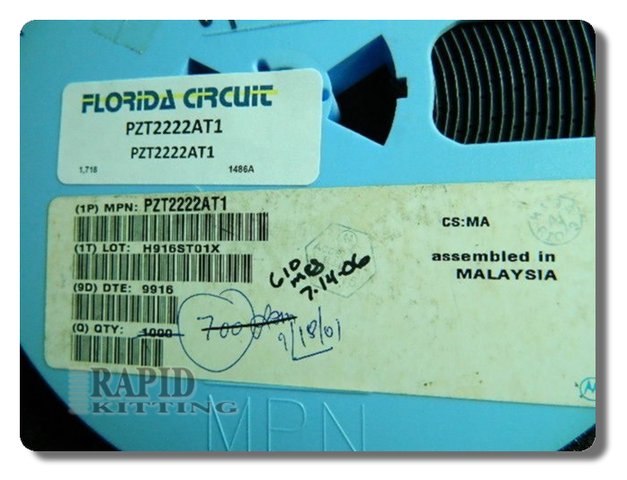 FLORIDA CIRCUIT
PZT2222AT1
PZT2222AT1
1,718 1486A
(1P) MPN: PZT2222AT1
CS:MA
(1T) LOT: H916ST01X
assembled in
MALAYSIA
(9D) DTE: 9916
610
7-14-06
(Q) QTY: 1000
700
9/18/01
RAPID
KITTING
MPN